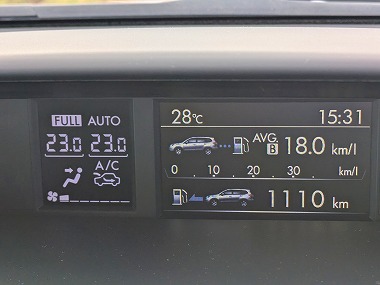 FULL AUTO
23.0 23.0
A/C
28℃ 15:31
AVG.
B 18.0 km/l
0 . 10 . 20 . 30 . km/l
1110 km